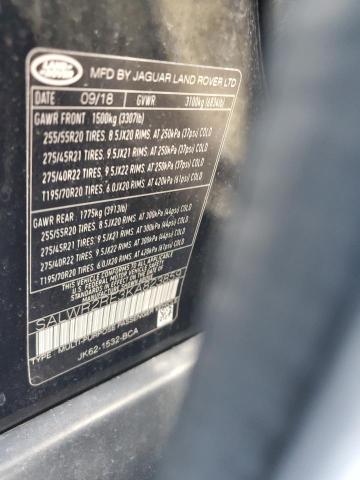 LAND ROVER
MFD BY JAGUAR LAND ROVER LTD
DATE 09/18 GVWR 3100kg (6834lb)
GAWR FRONT 1500kg (3307lb)
255/55R20 TIRES, 8.5JX20 RIMS, AT 250kPa (37psi) COLD
275/45R21 TIRES, 9.5JX21 RIMS, AT 250kPa (37psi) COLD
275/40R22 TIRES, 9.5JX22 RIMS, AT 250kPa (37psi) COLD
T195/70R20 TIRES, 6.0JX20 RIMS, AT 420kPa (61psi) COLD
GAWR REAR 1775kg (3913lb)
255/55R20 TIRES, 8.5JX20 RIMS, AT 300kPa (44psi) COLD
275/45R21 TIRES, 9.5JX21 RIMS, AT 300kPa (44psi) COLD
275/40R22 TIRES, 9.5JX22 RIMS, AT 300kPa (44psi) COLD
T195/70R20 TIRES, 6.0JX20 RIMS, AT 420kPa (61psi) COLD
THIS VEHICLE CONFORMS TO ALL APPLICABLE
U.S. FEDERAL MOTOR VEHICLE SAFETY
TYPE: MULTI-PURPOSE PASSENGER
JK62-1532-BCA